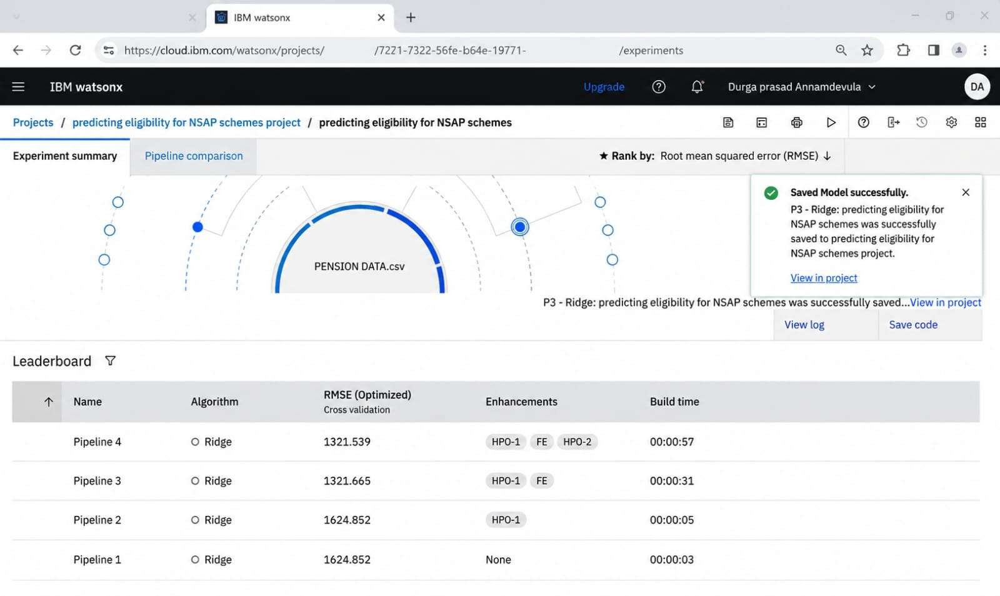 IBM watsonx
https://cloud.ibm.com/watsonx/projects/ /7221-7322-56fe-b64e-19771- /experiments
IBM watsonx
Upgrade
Durga prasad Annamdevula
DA
Projects / predicting eligibility for NSAP schemes project / predicting eligibility for NSAP schemes
Experiment summary
Pipeline comparison
★ Rank by: Root mean squared error (RMSE) ↓
Saved Model successfully.
P3 - Ridge: predicting eligibility for
NSAP schemes was successfully
saved to predicting eligibility for
NSAP schemes project.
View in project
PENSION DATA.csv
P3 - Ridge: predicting eligibility for NSAP schemes was successfully saved...View in project
View log
Save code
Leaderboard
↑ Name Algorithm RMSE (Optimized) Enhancements Build time
Cross validation
Pipeline 4 Ridge 1321.539 HPO-1 FE HPO-2 00:00:57
Pipeline 3 Ridge 1321.665 HPO-1 FE 00:00:31
Pipeline 2 Ridge 1624.852 HPO-1 00:00:05
Pipeline 1 Ridge 1624.852 None 00:00:03